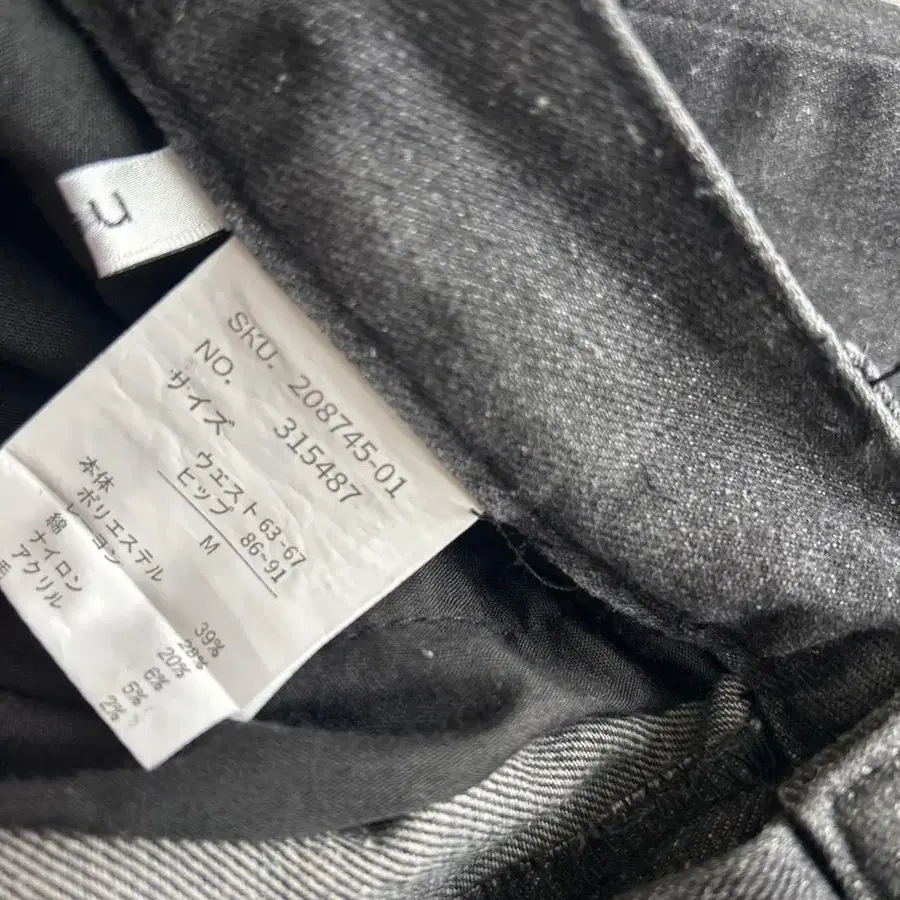 SKU. 208745-01
NO. 315487
サイズ ウエスト 63-67
ヒップ 86-91
M
本体
ポリエステル 39%
レーヨン 28%
綿 20%
ナイロン 6%
アクリル 5%
毛 2%